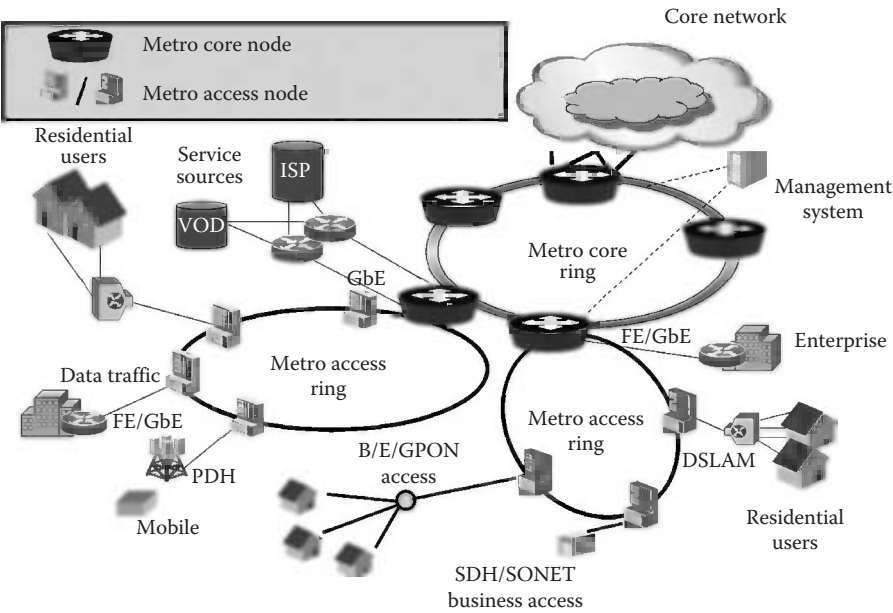 Core network
Metro core node
Metro access node
Residential
users
Service
sources
ISP
VOD
Management
system
Metro core
ring
GbE
FE/GbE
Enterprise
Metro access
ring
Data traffic
FE/GbE
Metro access
ring
B/E/GPON
access
DSLAM
PDH
Mobile
Residential
users
SDH/SONET
business access